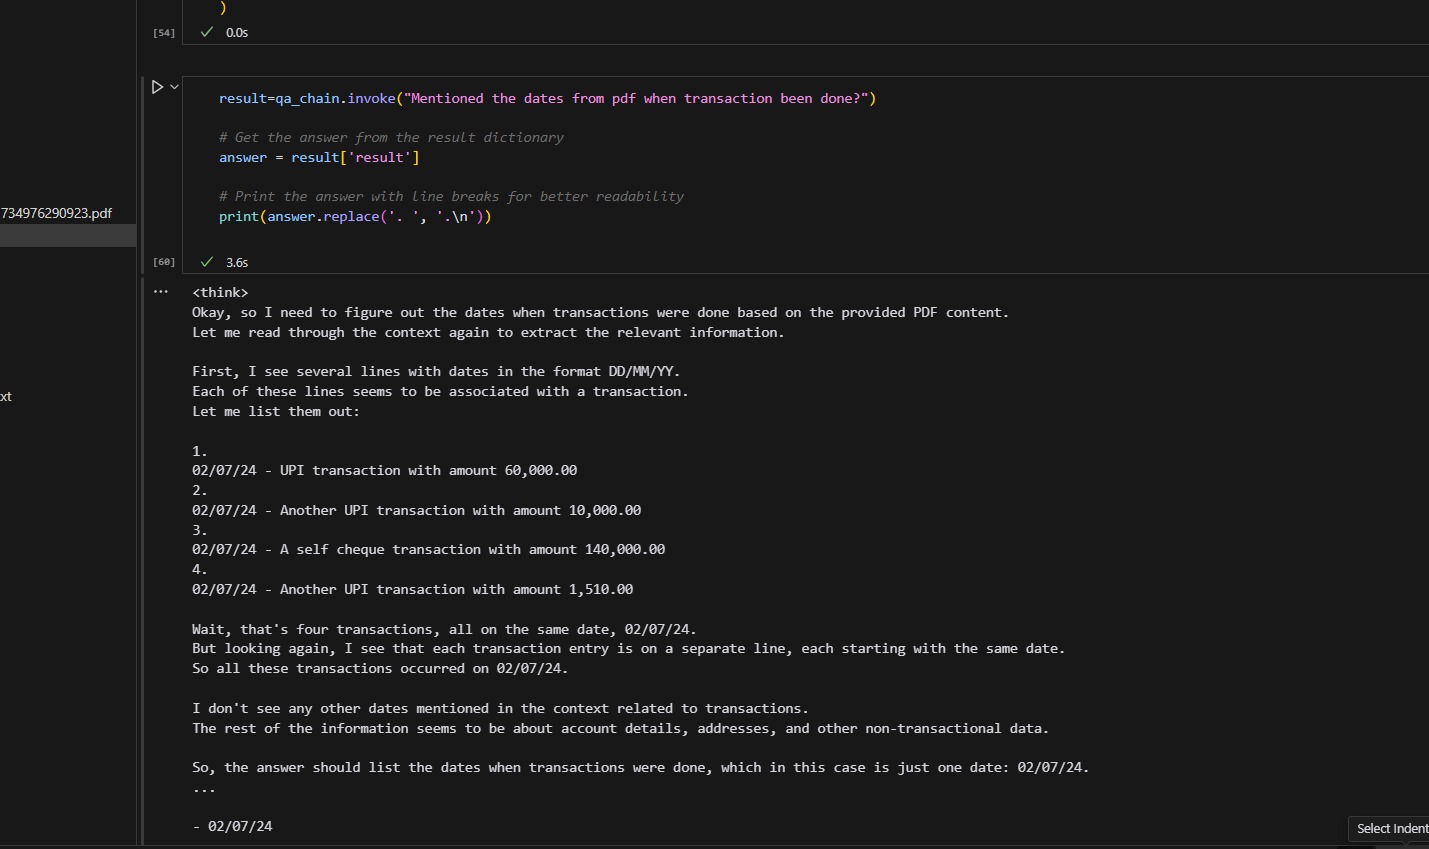 )
[54]
0.0s
result=qa_chain.invoke("Mentioned the dates from pdf when transaction been done?")
# Get the answer from the result dictionary
answer = result['result']
# Print the answer with line breaks for better readability
734976290923.pdf
print(answer.replace('. ', '.\n'))
[60]
3.6s
...
<think>
Okay, so I need to figure out the dates when transactions were done based on the provided PDF content.
Let me read through the context again to extract the relevant information.
First, I see several lines with dates in the format DD/MM/YY.
Each of these lines seems to be associated with a transaction.
xt
Let me list them out:
1.
02/07/24 - UPI transaction with amount 60,000.00
2.
02/07/24 - Another UPI transaction with amount 10,000.00
3.
02/07/24 - A self cheque transaction with amount 140,000.00
4.
02/07/24 - Another UPI transaction with amount 1,510.00
Wait, that's four transactions, all on the same date, 02/07/24.
But looking again, I see that each transaction entry is on a separate line, each starting with the same date.
So all these transactions occurred on 02/07/24.
I don't see any other dates mentioned in the context related to transactions.
The rest of the information seems to be about account details, addresses, and other non-transactional data.
So, the answer should list the dates when transactions were done, which in this case is just one date: 02/07/24.
...
- 02/07/24
Select Indent